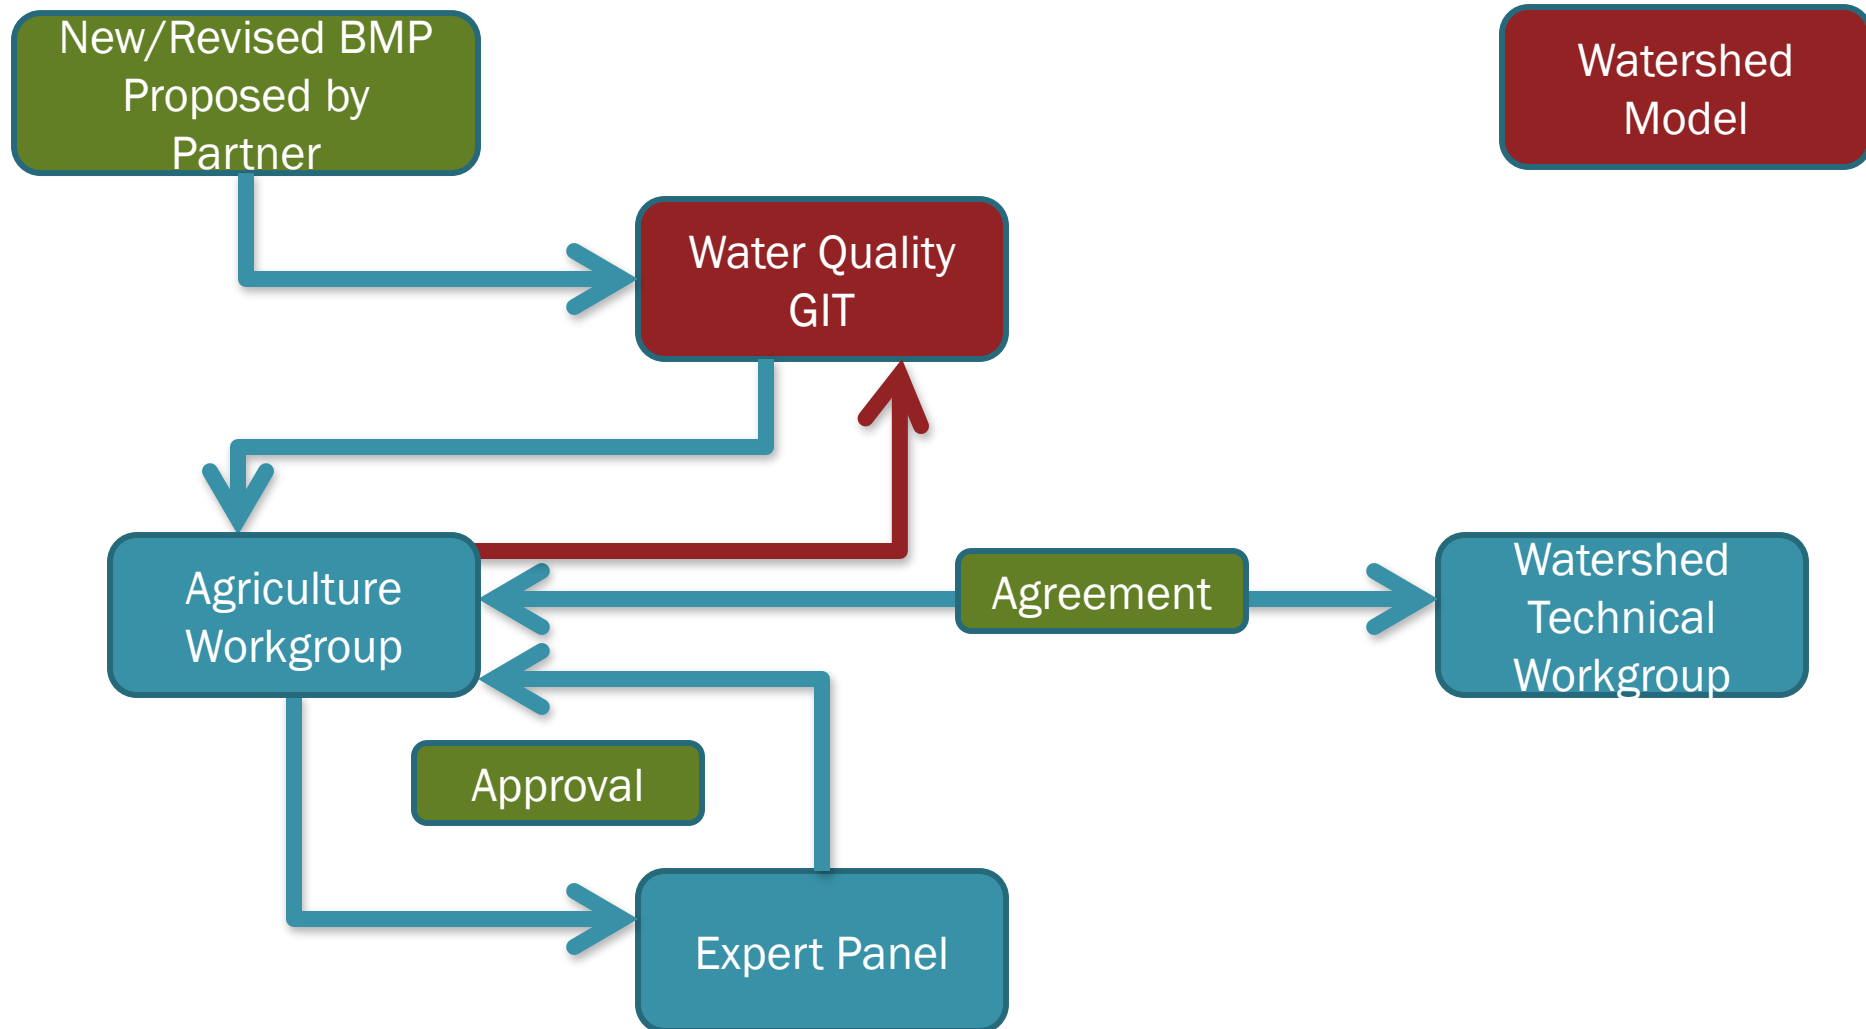 New/Revised BMP
Proposed by
Partner
Watershed
Model
Water Quality
GIT
Agriculture
Workgroup
Agreement
Watershed
Technical
Workgroup
Approval
Expert Panel